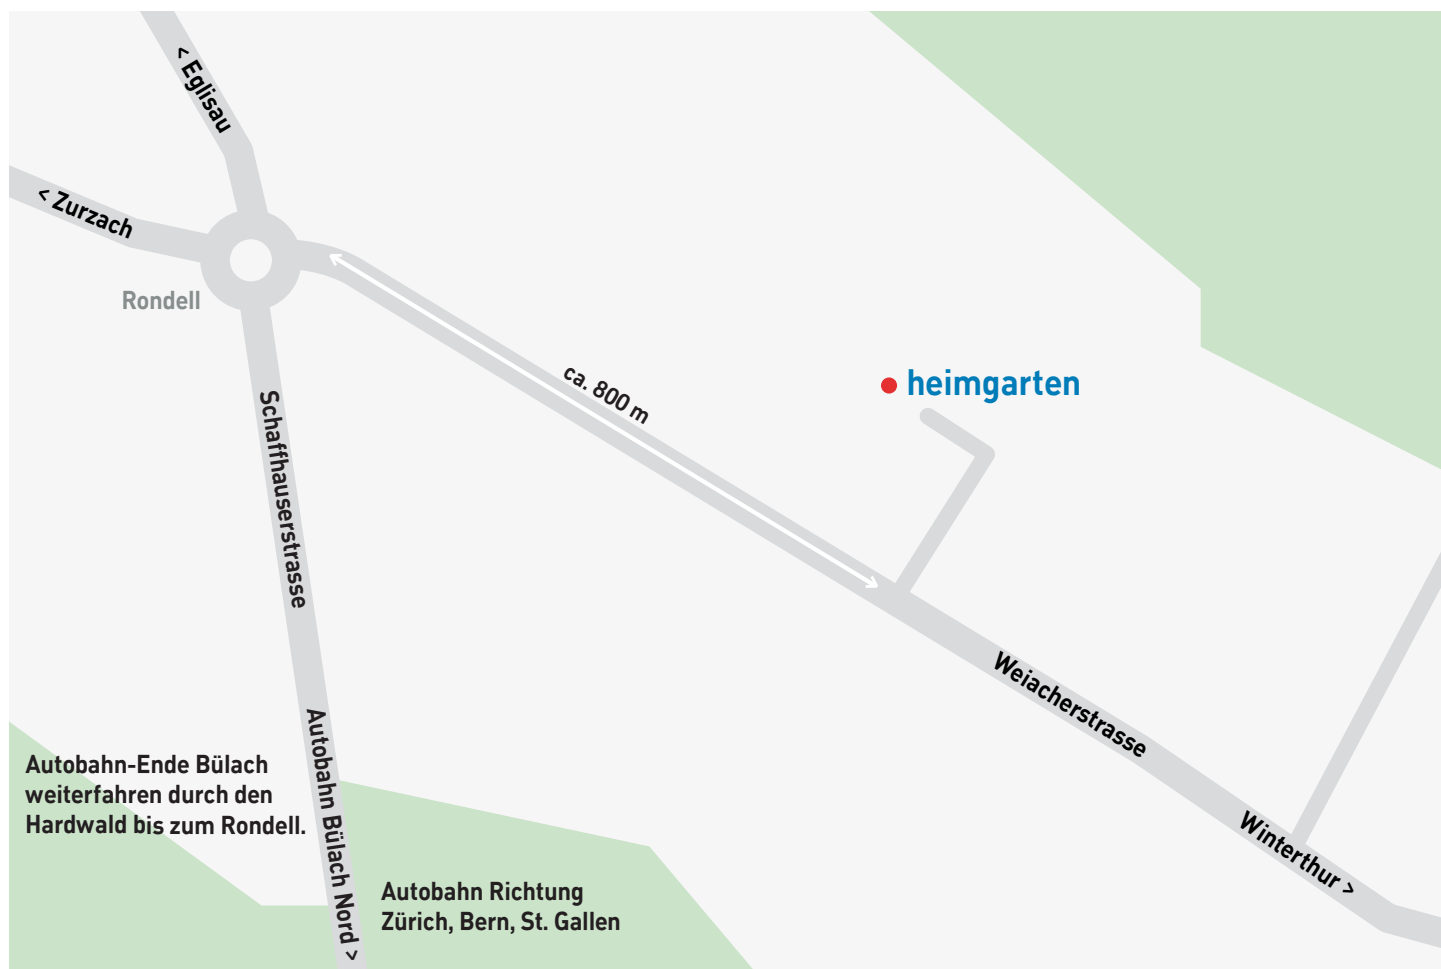 < Eglisau
< Zurzach
Rondell
ca. 800 m
heimgarten
Schaffhauserstrasse
Weiacherstrasse
Autobahn Bülach Nord >
Autobahn-Ende Bülach
weiterfahren durch den
Hardwald bis zum Rondell.
Winterthur >
Autobahn Richtung
Zürich, Bern, St. Gallen